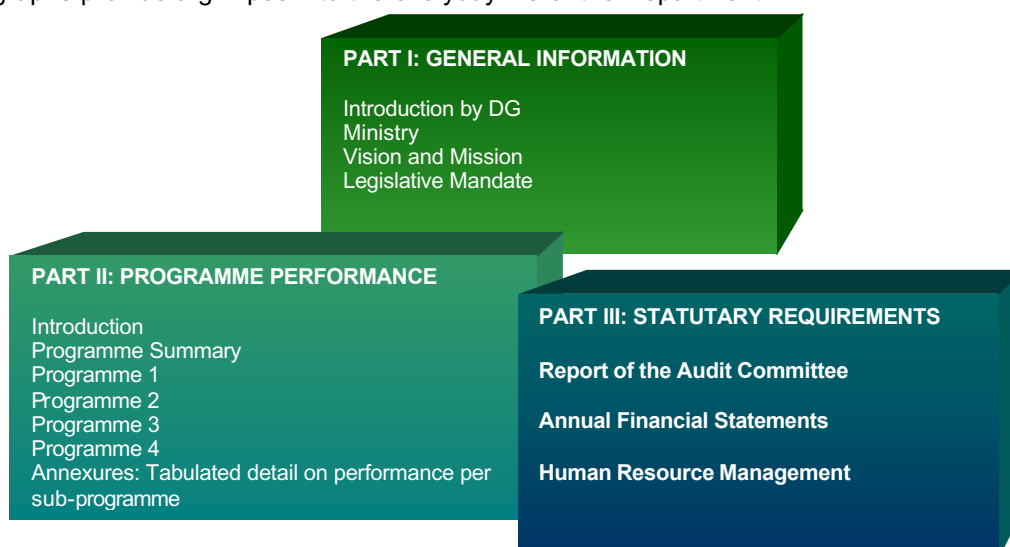 PART I: GENERAL INFORMATION
Introduction by DG
Ministry
Vision and Mission
Legislative Mandate
PART II: PROGRAMME PERFORMANCE
Introduction
Programme Summary
Programme 1
Programme 2
Programme 3
Programme 4
Annexures: Tabulated detail on performance per
sub-programme
PART III: STATUTARY REQUIREMENTS
Report of the Audit Committee
Annual Financial Statements
Human Resource Management